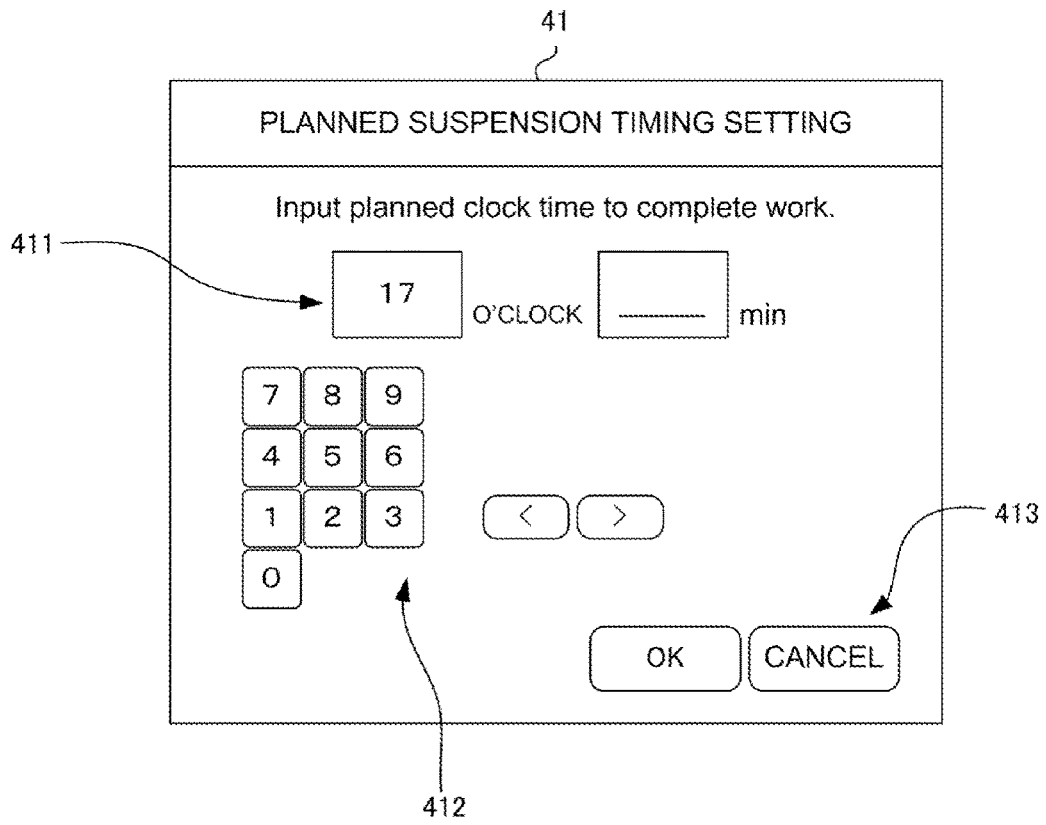 41
PLANNED SUSPENSION TIMING SETTING
Input planned clock time to complete work.
411
17 O'CLOCK min
7 8 9
4 5 6
1 2 3 < >
413
0
OK CANCEL
412